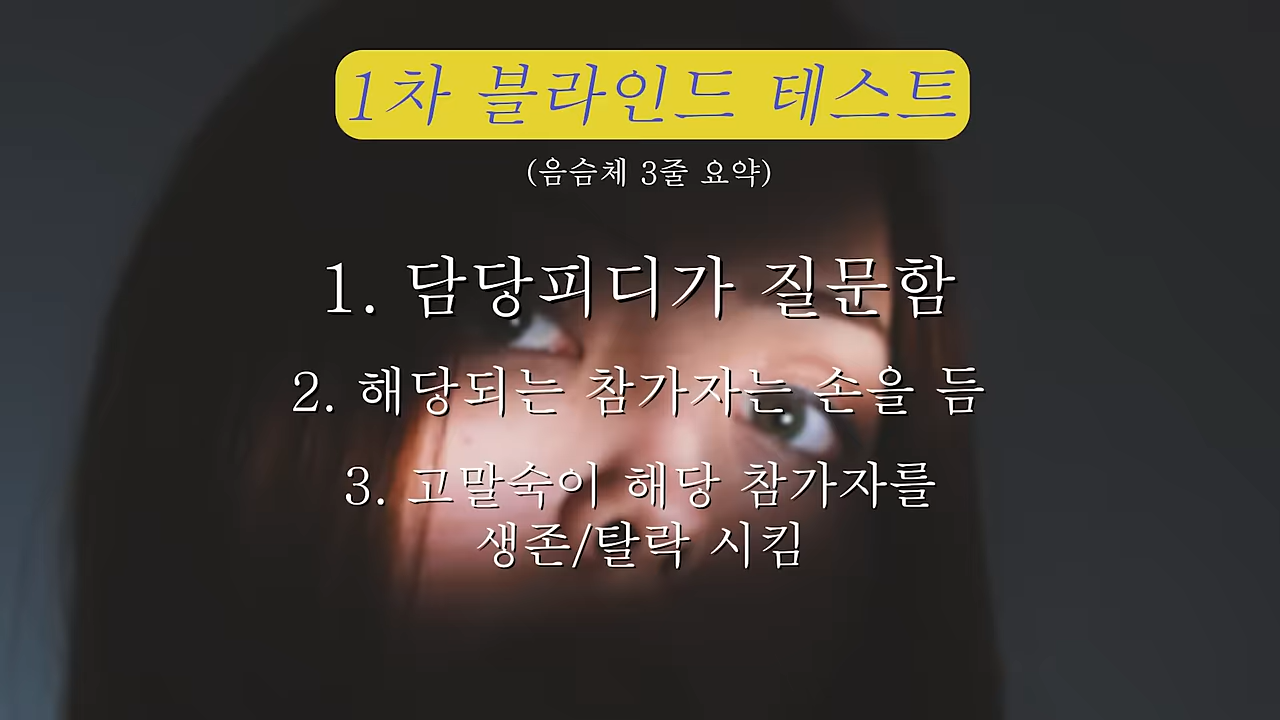 1차 블라인드 테스트
(음슴체 3줄 요약)
1. 담당피디가 질문함
2. 해당되는 참가자는 손을 듬
3. 고말숙이 해당 참가자를
생존/탈락 시킴